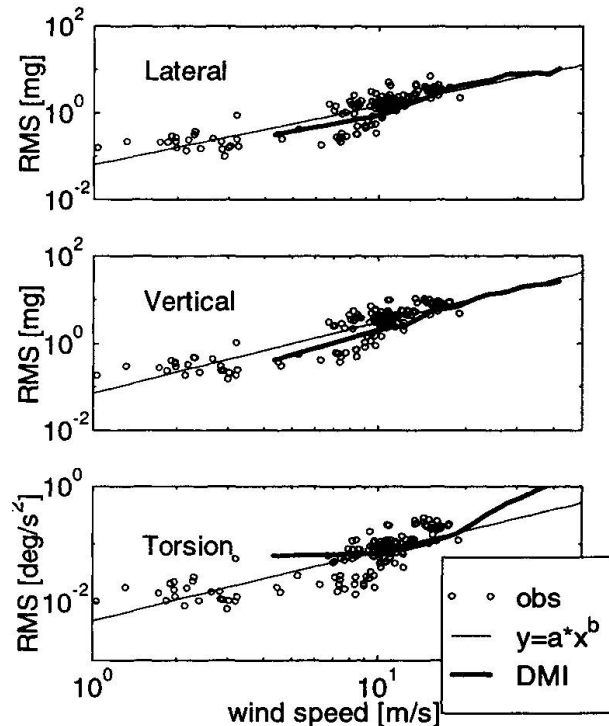 10^2
Lateral
RMS [mg]
10^0
10^-2
10^2
Vertical
RMS [mg]
10^0
10^-2
10^0
Torsion
RMS [deg/s^2]
10^-2
obs
y=a*x^b
DMI
10^0
10^1
wind speed [m/s]